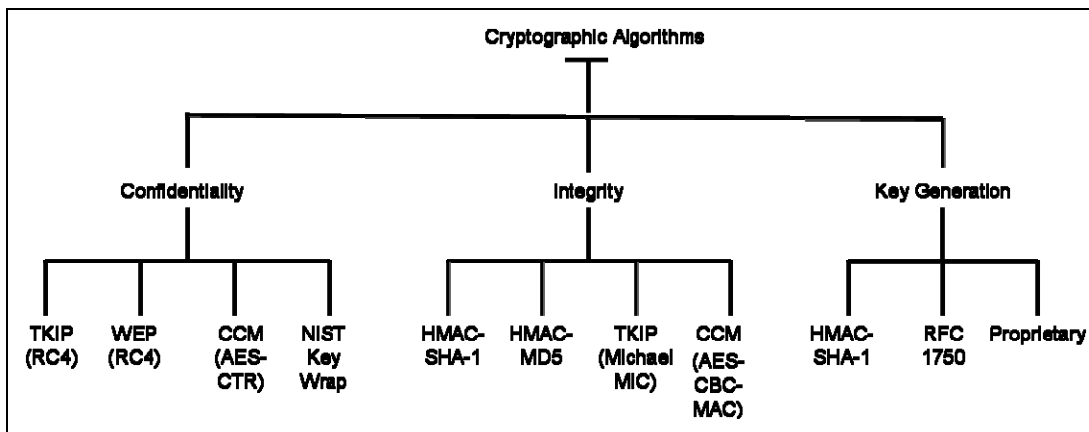 Cryptographic Algorithms
Confidentiality
Integrity
Key Generation
TKIP
(RC4)
WEP
(RC4)
CCM
(AES-
CTR)
NIST
Key
Wrap
HMAC-
SHA-1
HMAC-
MD5
TKIP
(Michael
MIC)
CCM
(AES-
CBC-
MAC)
HMAC-
SHA-1
RFC
1750
Proprietary